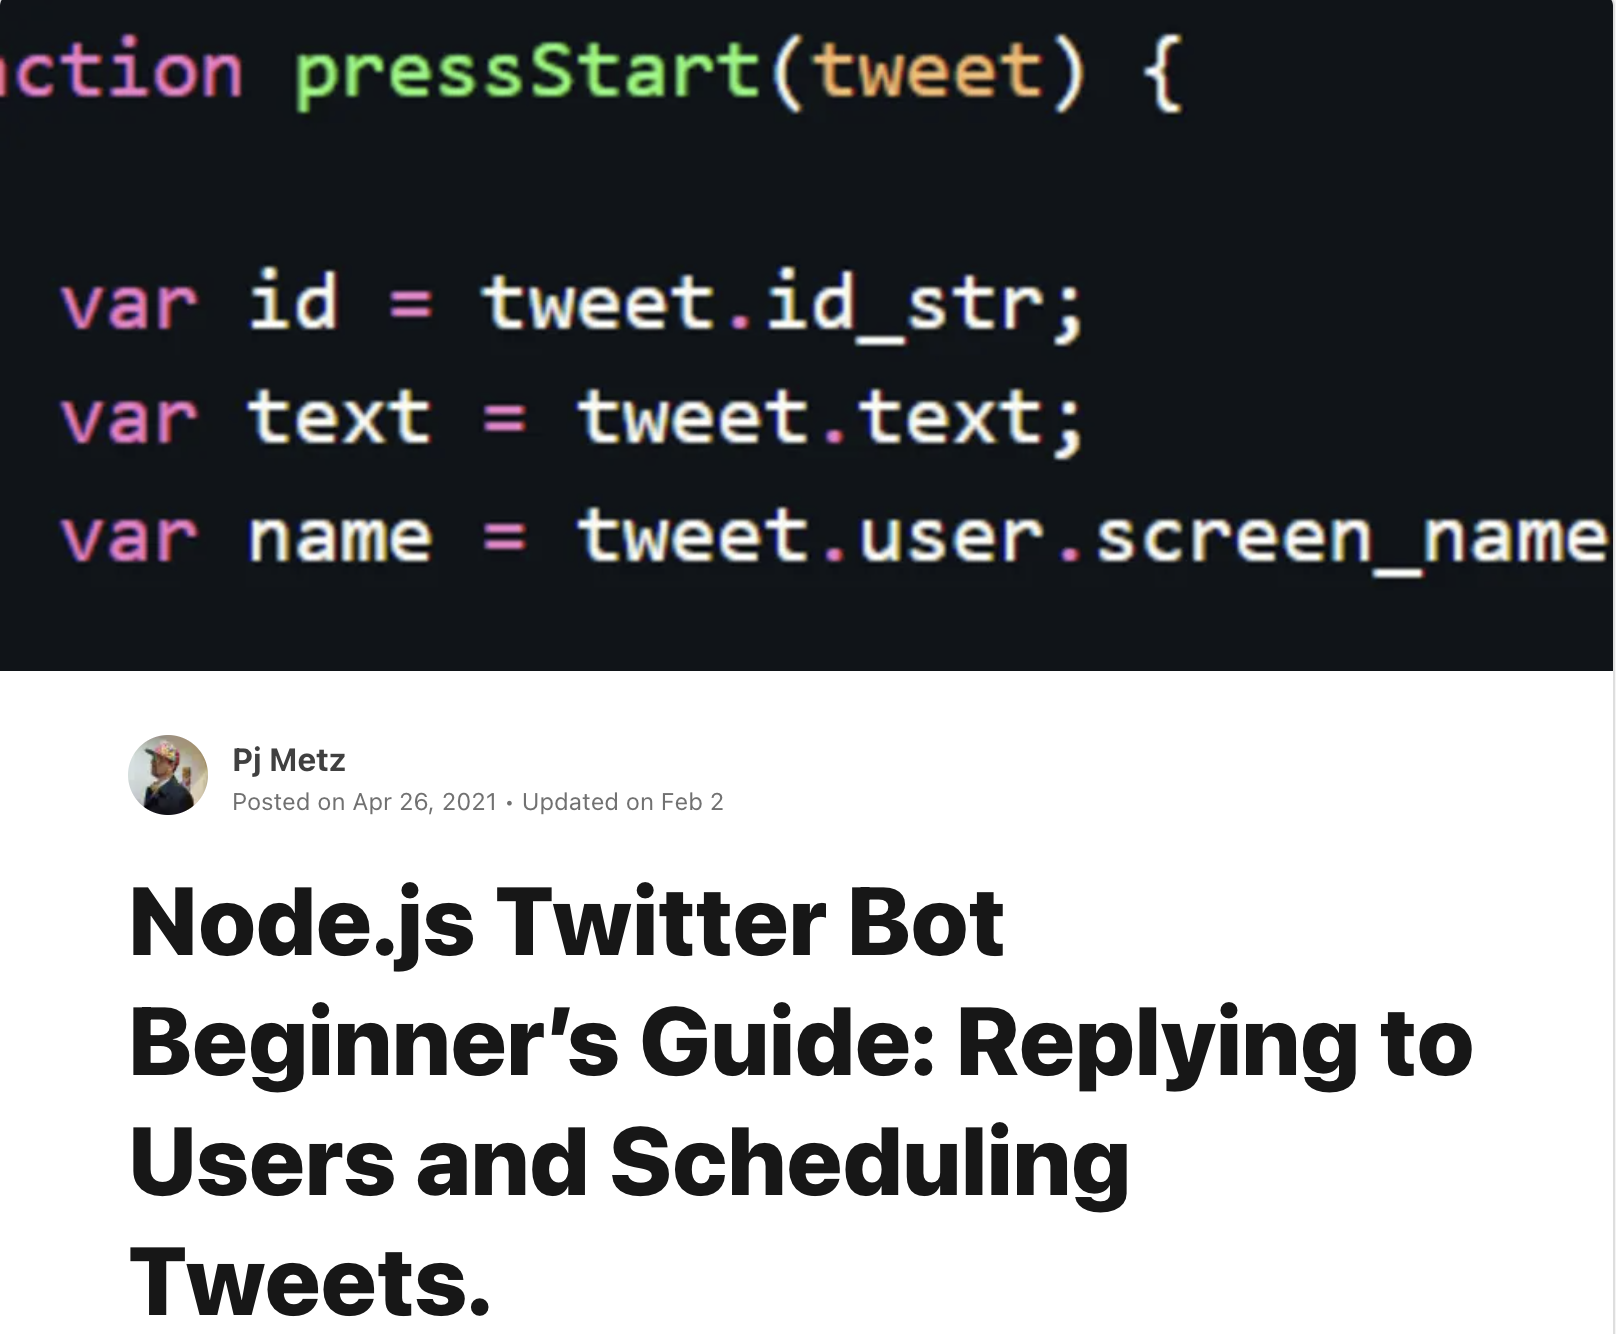 ction pressStart(tweet) {
var id = tweet.id_str;
var text = tweet.text;
var name = tweet.user.screen_name
Pj Metz
Posted on Apr 26, 2021 • Updated on Feb 2
Node.js Twitter Bot
Beginner’s Guide: Replying to
Users and Scheduling
Tweets.